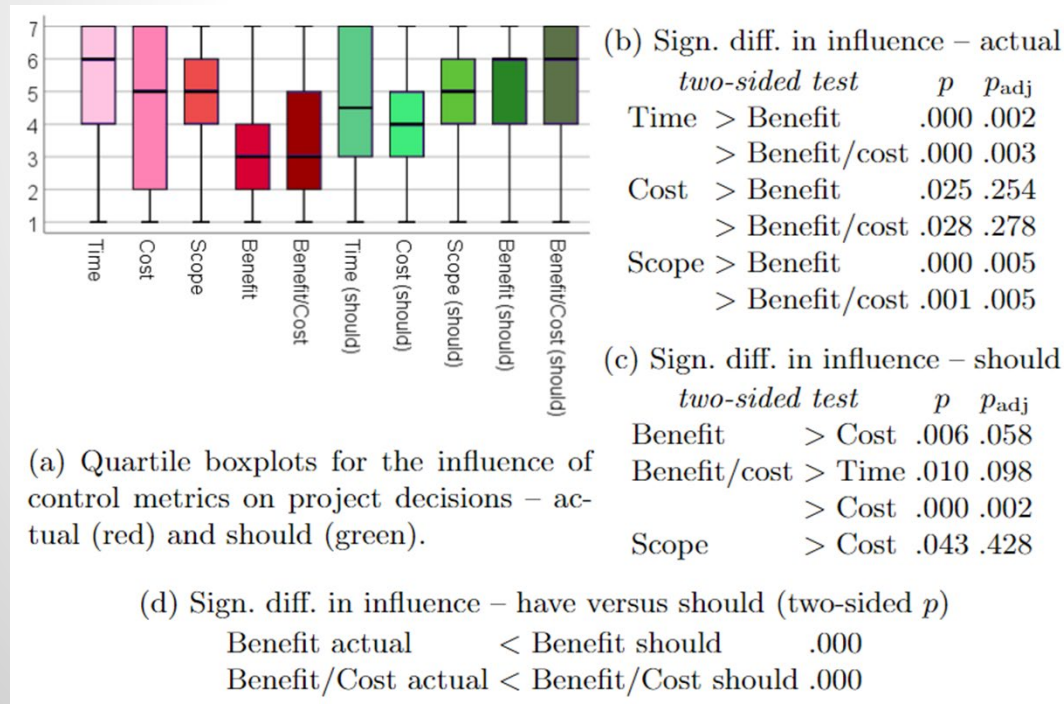 7
6
5
4
3
2
1
Time
Cost
Scope
Benefit
Benefit/Cost
Time (should)
Cost (should)
Scope (should)
Benefit (should)
Benefit/Cost (should)
(a) Quartile boxplots for the influence of
control metrics on project decisions – ac-
tual (red) and should (green).
(b) Sign. diff. in influence – actual
two-sided test p padj
Time > Benefit .000 .002
> Benefit/cost .000 .003
Cost > Benefit .025 .254
> Benefit/cost .028 .278
Scope > Benefit .000 .005
> Benefit/cost .001 .005
(c) Sign. diff. in influence – should
two-sided test p padj
Benefit > Cost .006 .058
Benefit/cost > Time .010 .098
> Cost .000 .002
Scope > Cost .043 .428
(d) Sign. diff. in influence – have versus should (two-sided p)
Benefit actual < Benefit should .000
Benefit/Cost actual < Benefit/Cost should .000